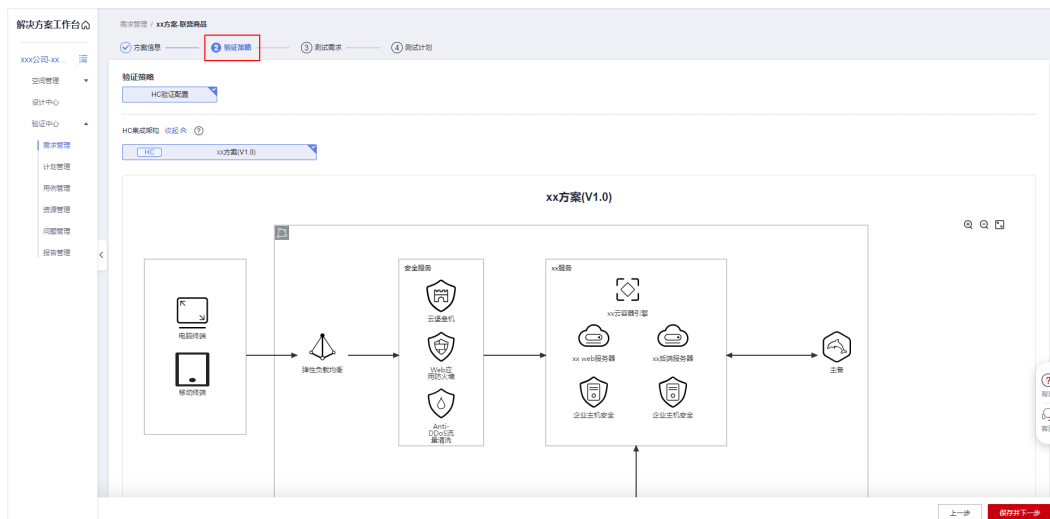 解决方案工作台
需求管理 / xx方案-联营商品
方案信息
2 验证策略
3 测试需求
4 测试计划
xxx公司-xx...
空间管理
设计中心
验证中心
需求管理
计划管理
用例管理
资源管理
问题管理
报告管理
验证策略
HC验证配置
HC集成架构 收起 ?
HC xx方案(V1.0)
xx方案(V1.0)
电脑终端
移动终端
弹性负载均衡
安全服务
云堡垒机
Web应
用防火墙
Anti-
DDoS流
量清洗
xx服务
xx云容器引擎
xx web服务器
xx后端服务器
企业主机安全
企业主机安全
主备
上一步
保存并下一步